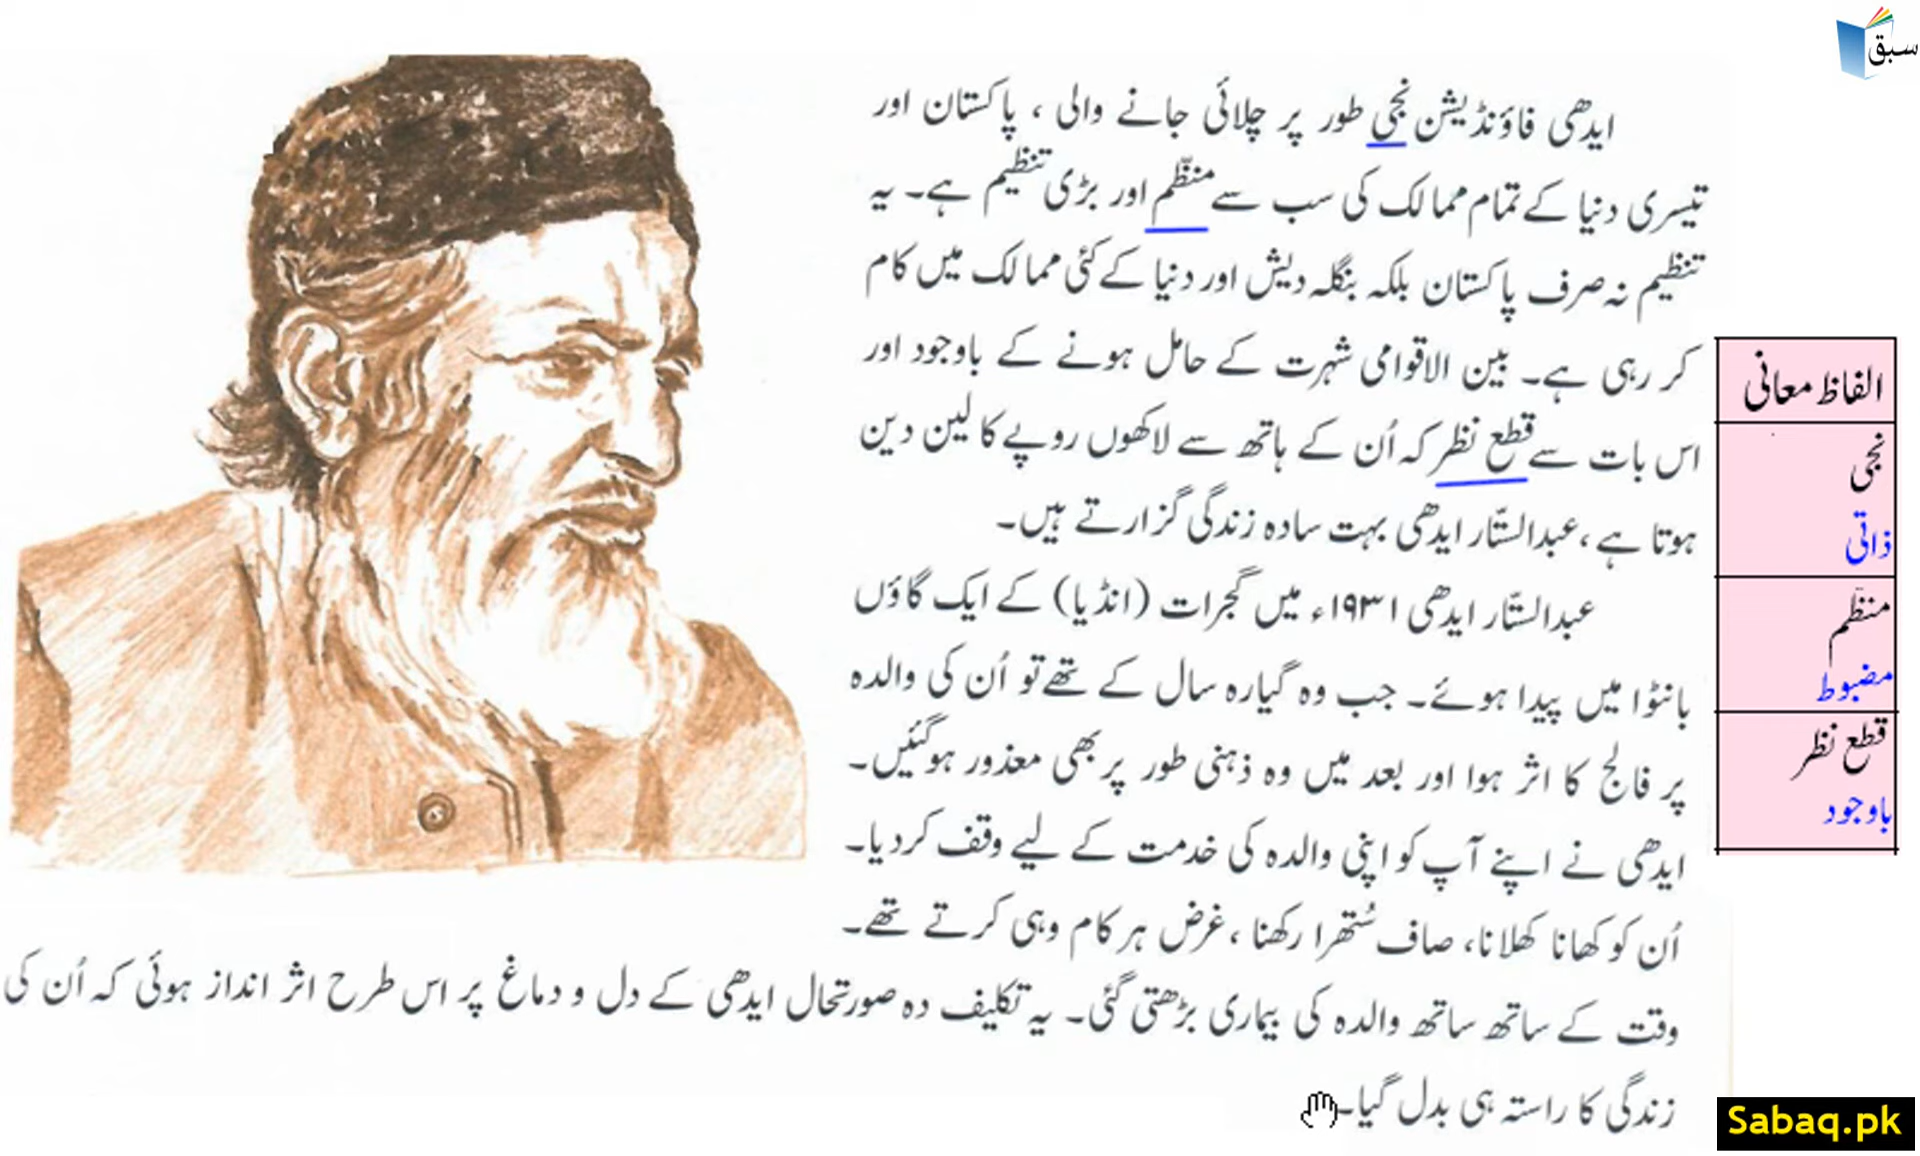 سبق
ایدھی فاؤنڈیشن نجی طور پر چلائی جانے والی ، پاکستان اور
تیسری دنیا کے تمام ممالک کی سب سے منظّم اور بڑی تنظیم ہے۔ یہ
تنظیم نہ صرف پاکستان بلکہ بنگلہ دیش اور دنیا کے کئی ممالک میں کام
کر رہی ہے۔ بین الاقوامی شہرت کے حامل ہونے کے باوجود اور
اس بات سے قطع نظر کہ اُن کے ہاتھ سے لاکھوں روپے کا لین دین
ہوتا ہے، عبدالستّار ایدھی بہت سادہ زندگی گزارتے ہیں۔
عبدالستّار ایدھی ۱۹۳۱ء میں گجرات (انڈیا) کے ایک گاؤں
بانٹوا میں پیدا ہوئے۔ جب وہ گیارہ سال کے تھے تو اُن کی والدہ
پر فالج کا اثر ہوا اور بعد میں وہ ذہنی طور پر بھی معذور ہوگئیں۔
ایدھی نے اپنے آپ کو اپنی والدہ کی خدمت کے لیے وقف کردیا۔
اُن کو کھانا کھلانا، صاف سُتھرا رکھنا ، غرض ہر کام وہی کرتے تھے۔
وقت کے ساتھ ساتھ والدہ کی بیماری بڑھتی گئی۔ یہ تکلیف دہ صورتحال ایدھی کے دل و دماغ پر اس طرح اثر انداز ہوئی کہ اُن کی
زندگی کا راستہ ہی بدل گیا۔
الفاظ معانی
نجی
ذاتی
منظّم
مضبوط
قطع نظر
باوجود
Sabaq.pk